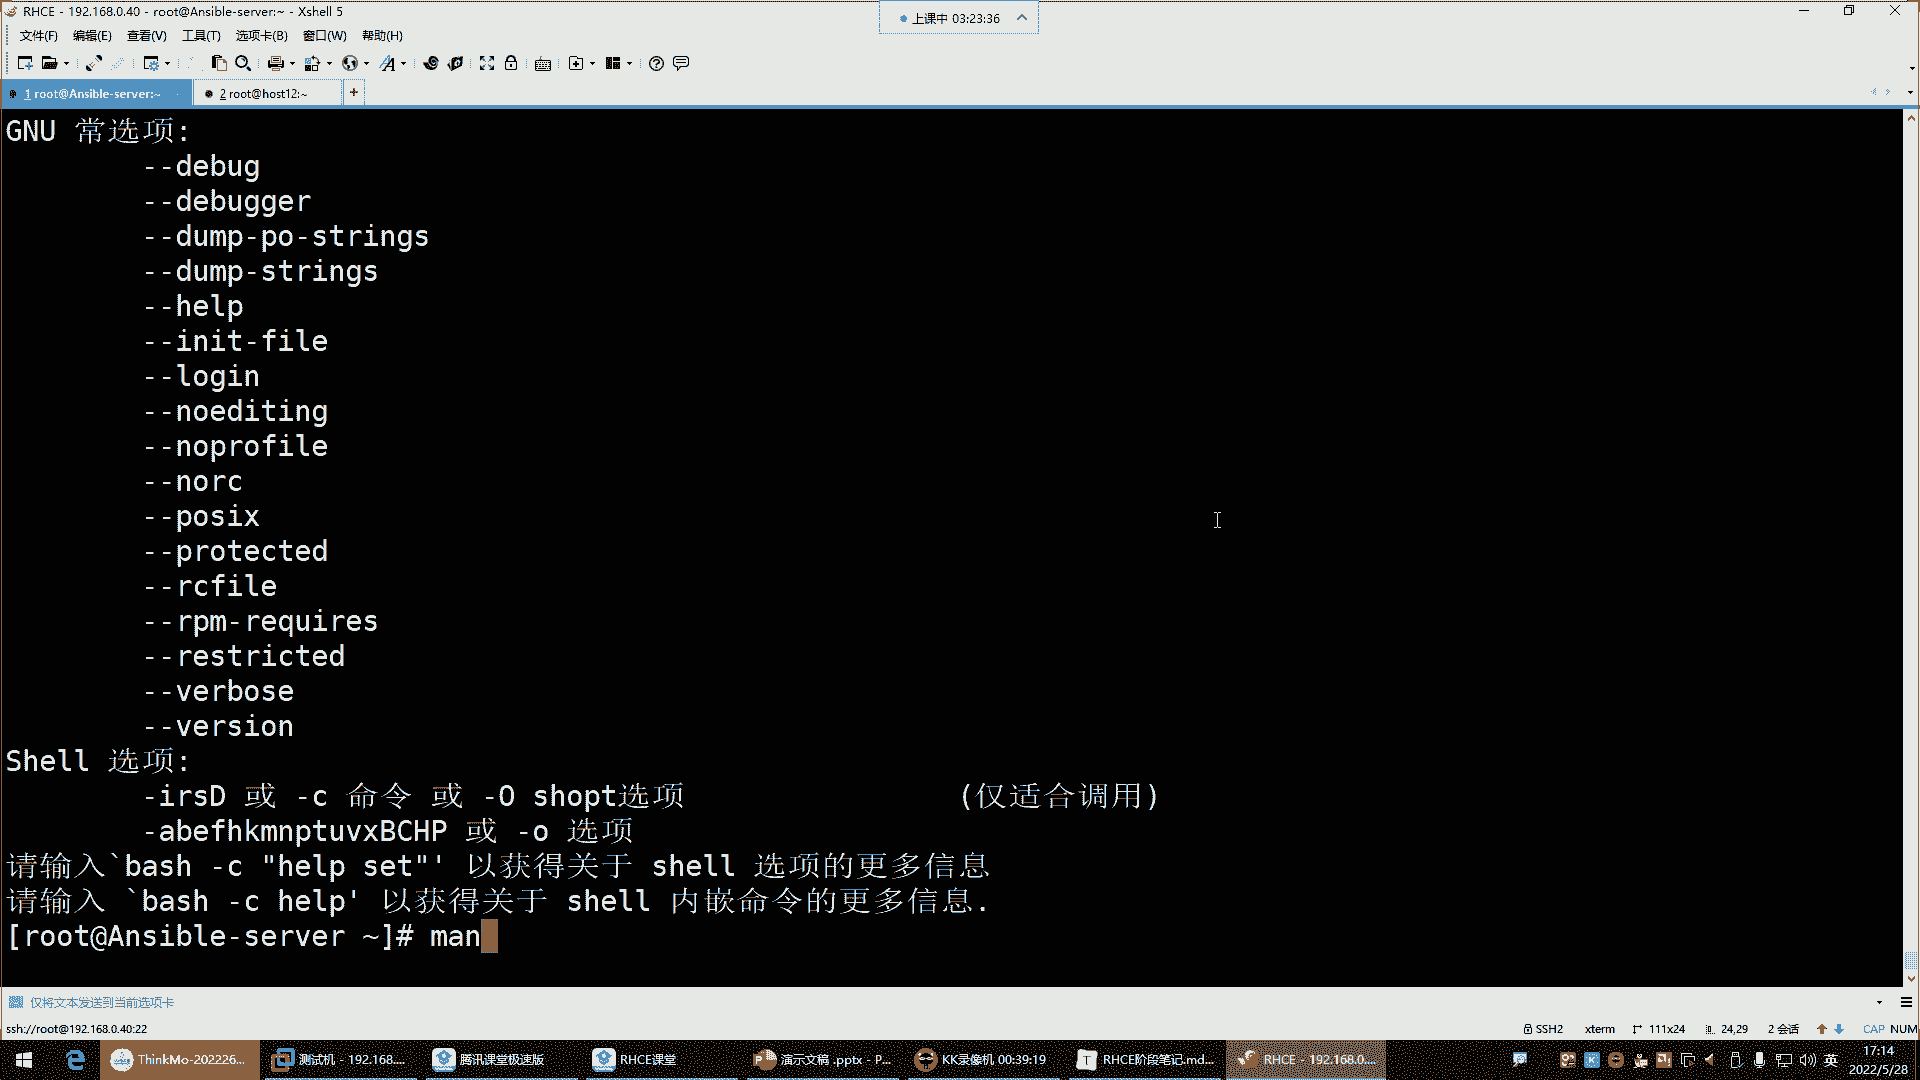 RHCE - 192.168.0.40 - root@Ansible-server:~ - Xshell 5
上课中 03:23:36
文件(F) 编辑(E) 查看(V) 工具(T) 选项卡(B) 窗口(W) 帮助(H)
1 root@Ansible-server:~
2 root@host12:~
GNU 常选项:
--debug
--debugger
--dump-po-strings
--dump-strings
--help
--init-file
--login
--noediting
--noprofile
--norc
--posix
--protected
--rcfile
--rpm-requires
--restricted
--verbose
--version
Shell 选项:
-irsD 或 -c 命令 或 -O shopt选项 (仅适合调用)
-abefhkmnptuvxBCHP 或 -o 选项
请输入`bash -c "help set"' 以获得关于 shell 选项的更多信息
请输入 `bash -c help' 以获得关于 shell 内嵌命令的更多信息.
[root@Ansible-server ~]# man
仅将文本发送到当前选项卡
ssh://root@192.168.0.40:22
SSH2 xterm 111x24 24,29 2 会话 CAP NUM
ThinkMo-202226...
测试机 - 192.168....
腾讯课堂极速版
RHCE课堂
演示文稿 .pptx - P...
KK录像机 00:39:19
RHCE阶段笔记.md...
RHCE - 192.168.0....
英
17:14
2022/5/28